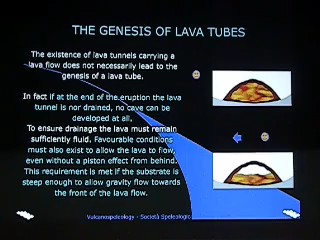 THE GENESIS OF LAVA TUBES
The existence of lava tunnels carrying a
lava flow does not necessarily lead to the
genesis of a lava tube.
In fact if at the end of the eruption the lava
tunnel is nor drained, no cave can be
developed at all.
To ensure drainage the lava must remain
sufficiently fluid. Favourable conditions
must also exist to allow the lava to flow,
even without a piston effect from behind.
This requirement is met if the substrate is
steep enough to allow gravity flow towards
the front of the lava flow.
Vulcanospeleology - Società Speleologic